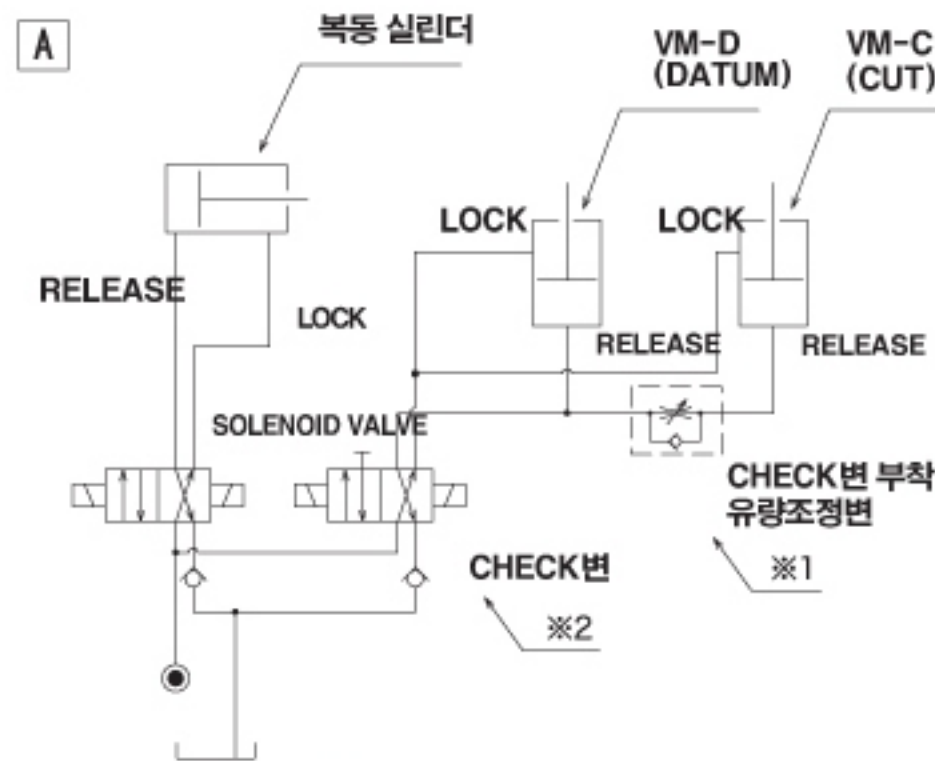 A
복동 실린더
VM-D
(DATUM)
VM-C
(CUT)
LOCK
LOCK
RELEASE
LOCK
RELEASE
RELEASE
SOLENOID VALVE
CHECK변 부착
유량조정변
※1
CHECK변
※2